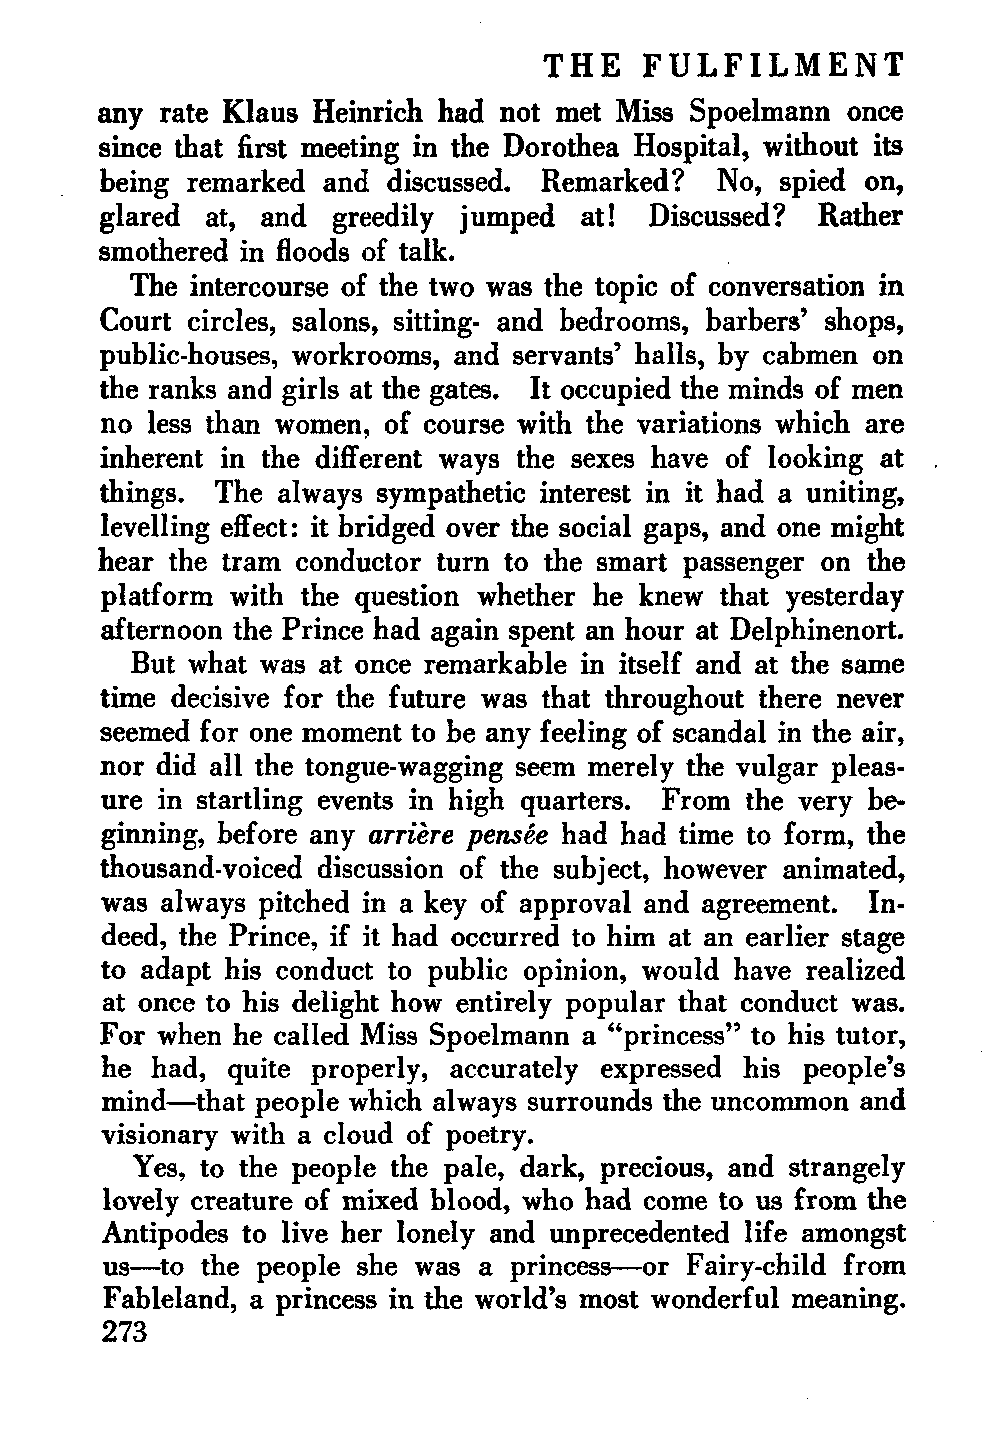 THE FULFILMENT
any rate Klaus Heinrich had not met Miss Spoelmann once
since that first meeting in the Dorothea Hospital, without its
being remarked and discussed. Remarked? No, spied on,
glared at, and greedily jumped at! Discussed? Rather
smothered in floods of talk.
The intercourse of the two was the topic of conversation in
Court circles, salons, sitting- and bedrooms, barbers' shops,
public-houses, workrooms, and servants' halls, by cabmen on
the ranks and girls at the gates. It occupied the minds of men
no less than women, of course with the variations which are
inherent in the different ways the sexes have of looking at
things. The always sympathetic interest in it had a uniting,
levelling effect: it bridged over the social gaps, and one might
hear the tram conductor turn to the smart passenger on the
platform with the question whether he knew that yesterday
afternoon the Prince had again spent an hour at Delphinenort.
But what was at once remarkable in itself and at the same
time decisive for the future was that throughout there never
seemed for one moment to be any feeling of scandal in the air,
nor did all the tongue-wagging seem merely the vulgar pleas-
ure in startling events in high quarters. From the very be-
ginning, before any arrière pensée had had time to form, the
thousand-voiced discussion of the subject, however animated,
was always pitched in a key of approval and agreement. In-
deed, the Prince, if it had occurred to him at an earlier stage
to adapt his conduct to public opinion, would have realized
at once to his delight how entirely popular that conduct was.
For when he called Miss Spoelmann a “princess” to his tutor,
he had, quite properly, accurately expressed his people's
mind—that people which always surrounds the uncommon and
visionary with a cloud of poetry.
Yes, to the people the pale, dark, precious, and strangely
lovely creature of mixed blood, who had come to us from the
Antipodes to live her lonely and unprecedented life amongst
us—to the people she was a princess—or Fairy-child from
Fableland, a princess in the world's most wonderful meaning.
273